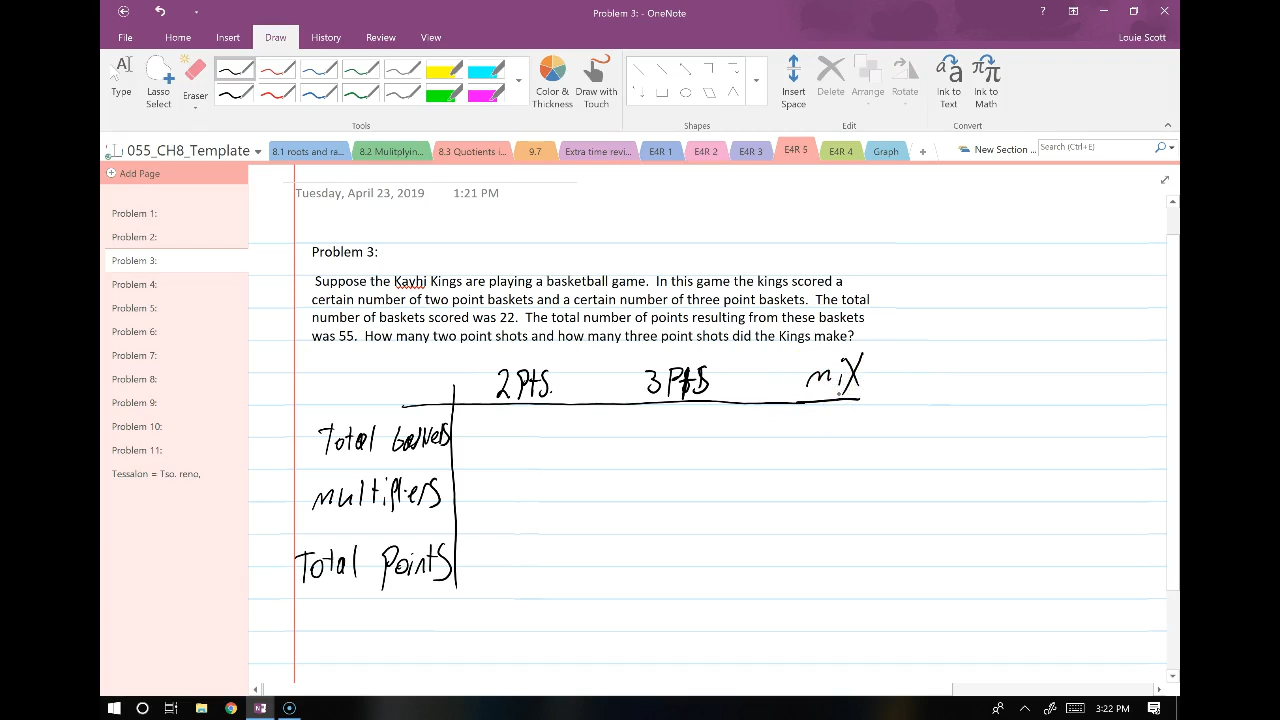 Problem 3: - OneNote
Louie Scott
File Home Insert Draw History Review View
Type Lasso Select Eraser Color & Thickness Draw with Touch Insert Space Delete Arrange Rotate Ink to Text Ink to Math
Tools Shapes Edit Convert
055_CH8_Template 8.1 roots and ra... 8.2 Mulitplyin... 8.3 Quotients i... 9.7 Extra time revi... E4R 1 E4R 2 E4R 3 E4R 5 E4R 4 Graph + New Section... Search (Ctrl+E)
Add Page
Problem 1:
Problem 2:
Problem 3:
Problem 4:
Problem 5:
Problem 6:
Problem 7:
Problem 8:
Problem 9:
Problem 10:
Problem 11:
Tessalon = Tso. reno,
Tuesday, April 23, 2019 1:21 PM
Problem 3:
Suppose the Kayhi Kings are playing a basketball game. In this game the kings scored a
certain number of two point baskets and a certain number of three point baskets. The total
number of baskets scored was 22. The total number of points resulting from these baskets
was 55. How many two point shots and how many three point shots did the Kings make?
2 Pts. 3 Pts mix
Total baskets
multipliers
Total points
3:22 PM